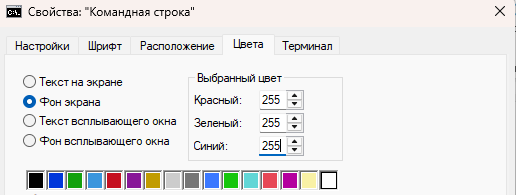 Свойства: "Командная строка"
Настройки Шрифт Расположение Цвета Терминал
Текст на экране
Фон экрана
Текст всплывающего окна
Фон всплывающего окна
Выбранный цвет
Красный: 255
Зеленый: 255
Синий: 255